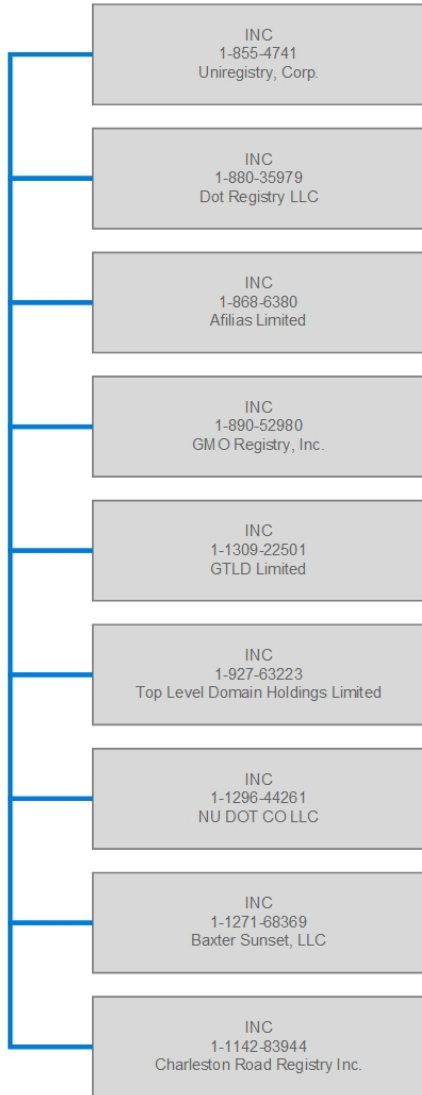 INC
1-855-4741
Uniregistry, Corp.
INC
1-880-35979
Dot Registry LLC
INC
1-868-6380
Afilias Limited
INC
1-890-52980
GMO Registry, Inc.
INC
1-1309-22501
GTLD Limited
INC
1-927-63223
Top Level Domain Holdings Limited
INC
1-1296-44261
NU DOT CO LLC
INC
1-1271-68369
Baxter Sunset, LLC
INC
1-1142-83944
Charleston Road Registry Inc.